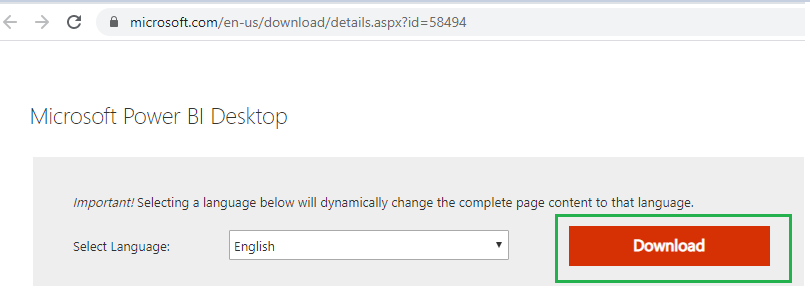 microsoft.com/en-us/download/details.aspx?id=58494
Microsoft Power BI Desktop
Important! Selecting a language below will dynamically change the complete page content to that language.
Select Language:
English
Download